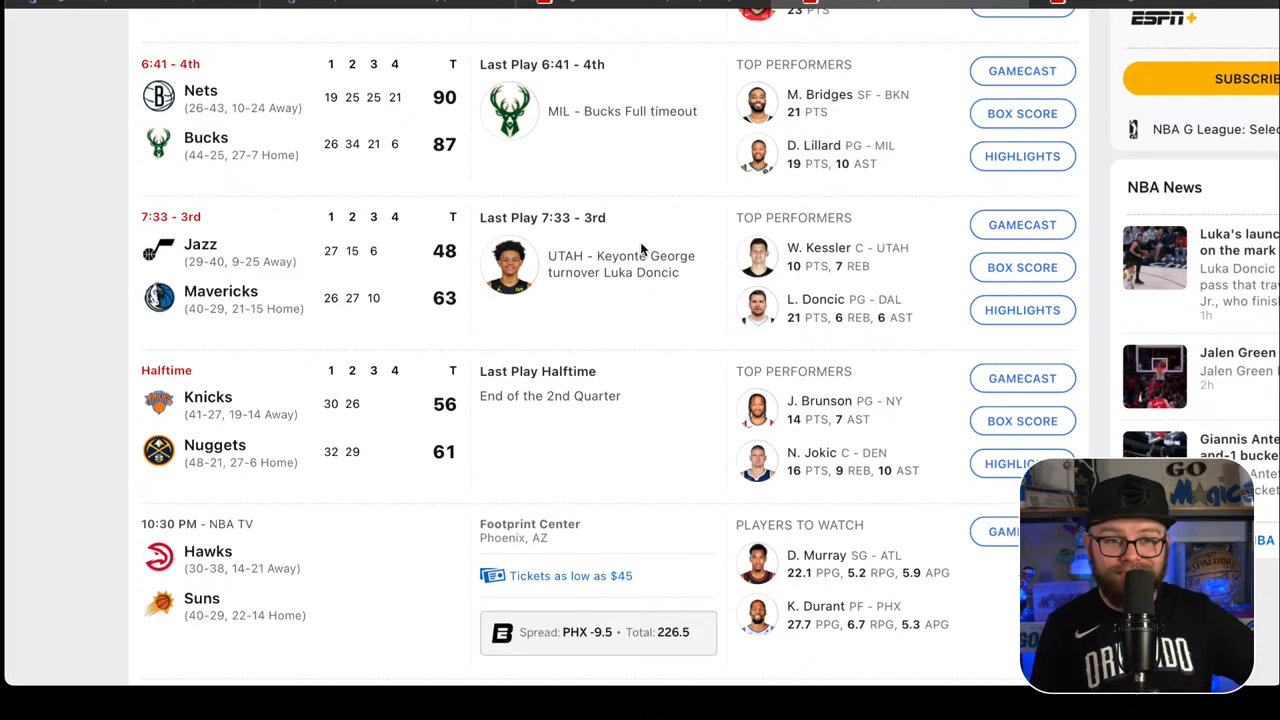 23 PTS
ESPN+
SUBSCRIB
6:41 - 4th 1 2 3 4 T
Nets 19 25 25 21 90
(26-43, 10-24 Away)
Bucks 26 34 21 6 87
(44-25, 27-7 Home)
Last Play 6:41 - 4th
MIL - Bucks Full timeout
TOP PERFORMERS
M. Bridges SF - BKN
21 PTS
D. Lillard PG - MIL
19 PTS, 10 AST
GAMECAST
BOX SCORE
HIGHLIGHTS
7:33 - 3rd 1 2 3 4 T
Jazz 27 15 6 48
(29-40, 9-25 Away)
Mavericks 26 27 10 63
(40-29, 21-15 Home)
Last Play 7:33 - 3rd
UTAH - Keyonte George
turnover Luka Doncic
TOP PERFORMERS
W. Kessler C - UTAH
10 PTS, 7 REB
L. Doncic PG - DAL
21 PTS, 6 REB, 6 AST
GAMECAST
BOX SCORE
HIGHLIGHTS
Halftime 1 2 3 4 T
Knicks 30 26 56
(41-27, 19-14 Away)
Nuggets 32 29 61
(48-21, 27-6 Home)
Last Play Halftime
End of the 2nd Quarter
TOP PERFORMERS
J. Brunson PG - NY
14 PTS, 7 AST
N. Jokic C - DEN
16 PTS, 9 REB, 10 AST
GAMECAST
BOX SCORE
HIGHLIG
10:30 PM - NBA TV
Hawks
(30-38, 14-21 Away)
Suns
(40-29, 22-14 Home)
Footprint Center
Phoenix, AZ
Tickets as low as $45
Spread: PHX -9.5 • Total: 226.5
PLAYERS TO WATCH
D. Murray SG - ATL
22.1 PPG, 5.2 RPG, 5.9 APG
K. Durant PF - PHX
27.7 PPG, 6.7 RPG, 5.3 APG
GAM
NBA G League: Selec
NBA News
Luka's launc
on the mark
Luka Doncic
pass that tra
Jr., who finis
1h
Jalen Green
Jalen Green
2h
Giannis Ante
and-1 bucke
Antet
cket
BA
GO
Magic
SPALDING
ORLANDO